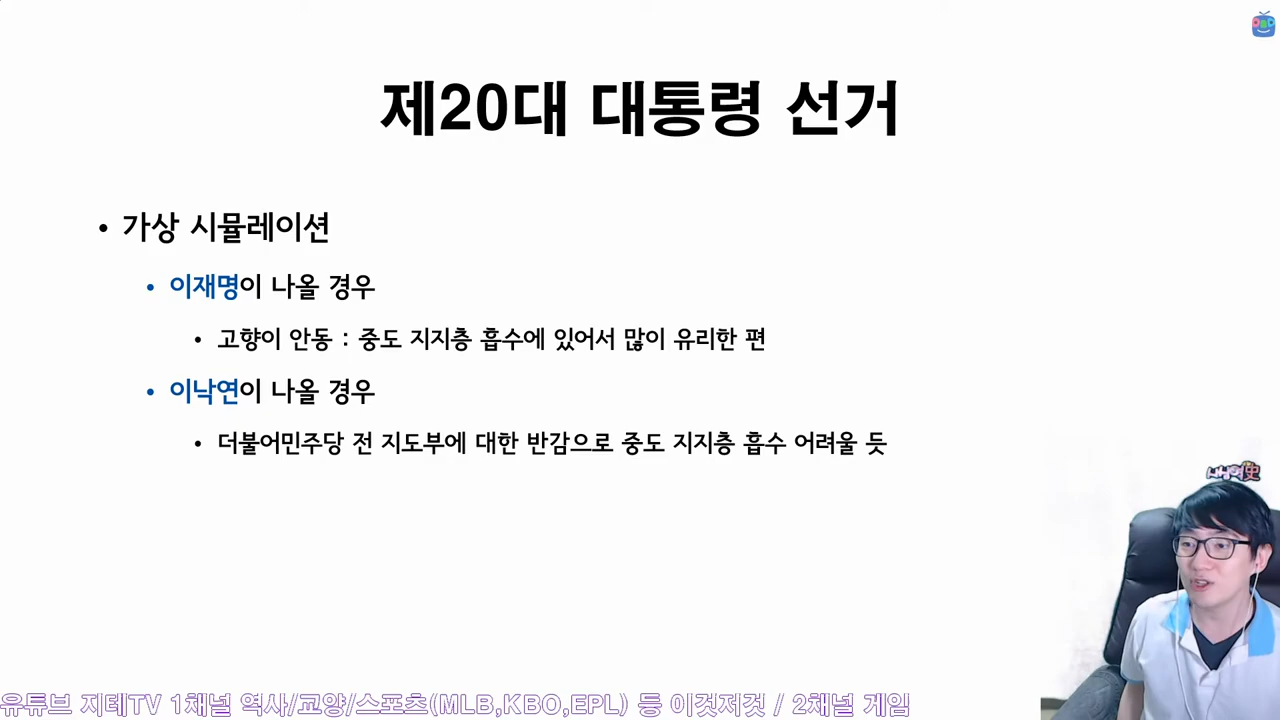 제20대 대통령 선거
• 가상 시뮬레이션
• 이재명이 나올 경우
• 고향이 안동 : 중도 지지층 흡수에 있어서 많이 유리한 편
• 이낙연이 나올 경우
• 더불어민주당 전 지도부에 대한 반감으로 중도 지지층 흡수 어려울 듯
유튜브 지테TV 1채널 역사/교양/스포츠(MLB,KBO,EPL) 등 이것저것 / 2채널 게임